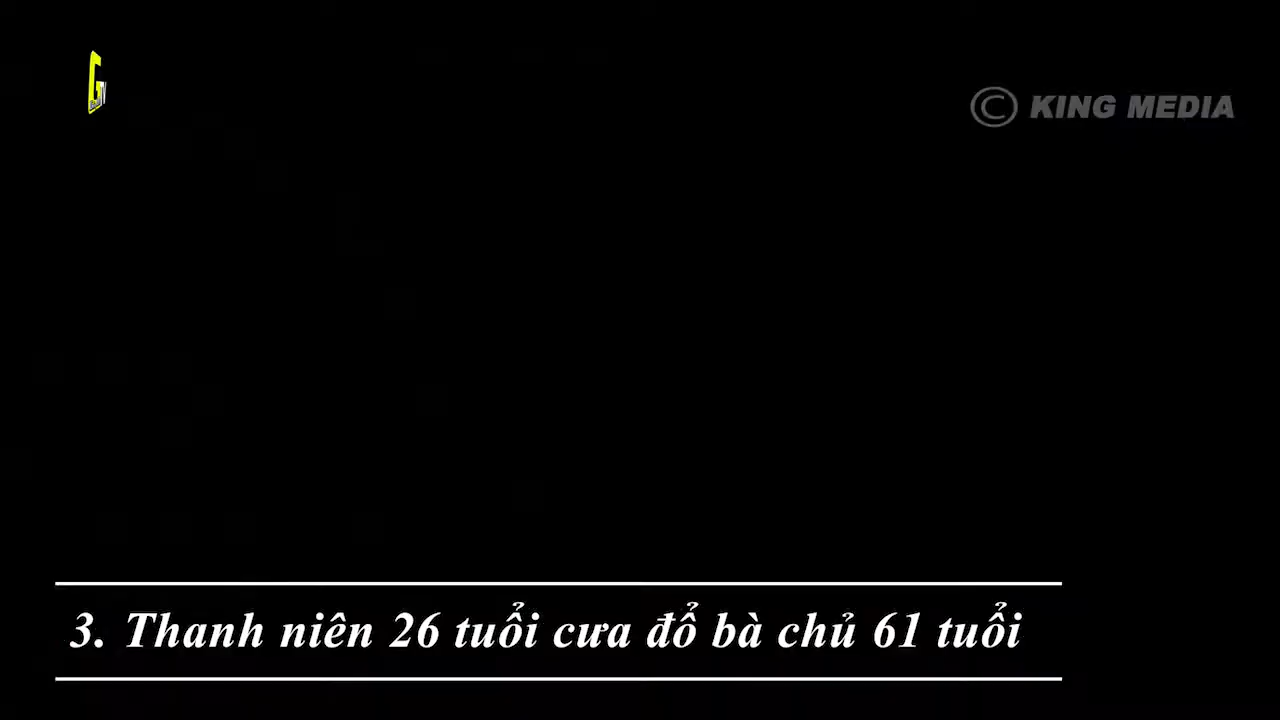 G
© KING MEDIA
3. Thanh niên 26 tuổi cưa đổ bà chủ 61 tuổi